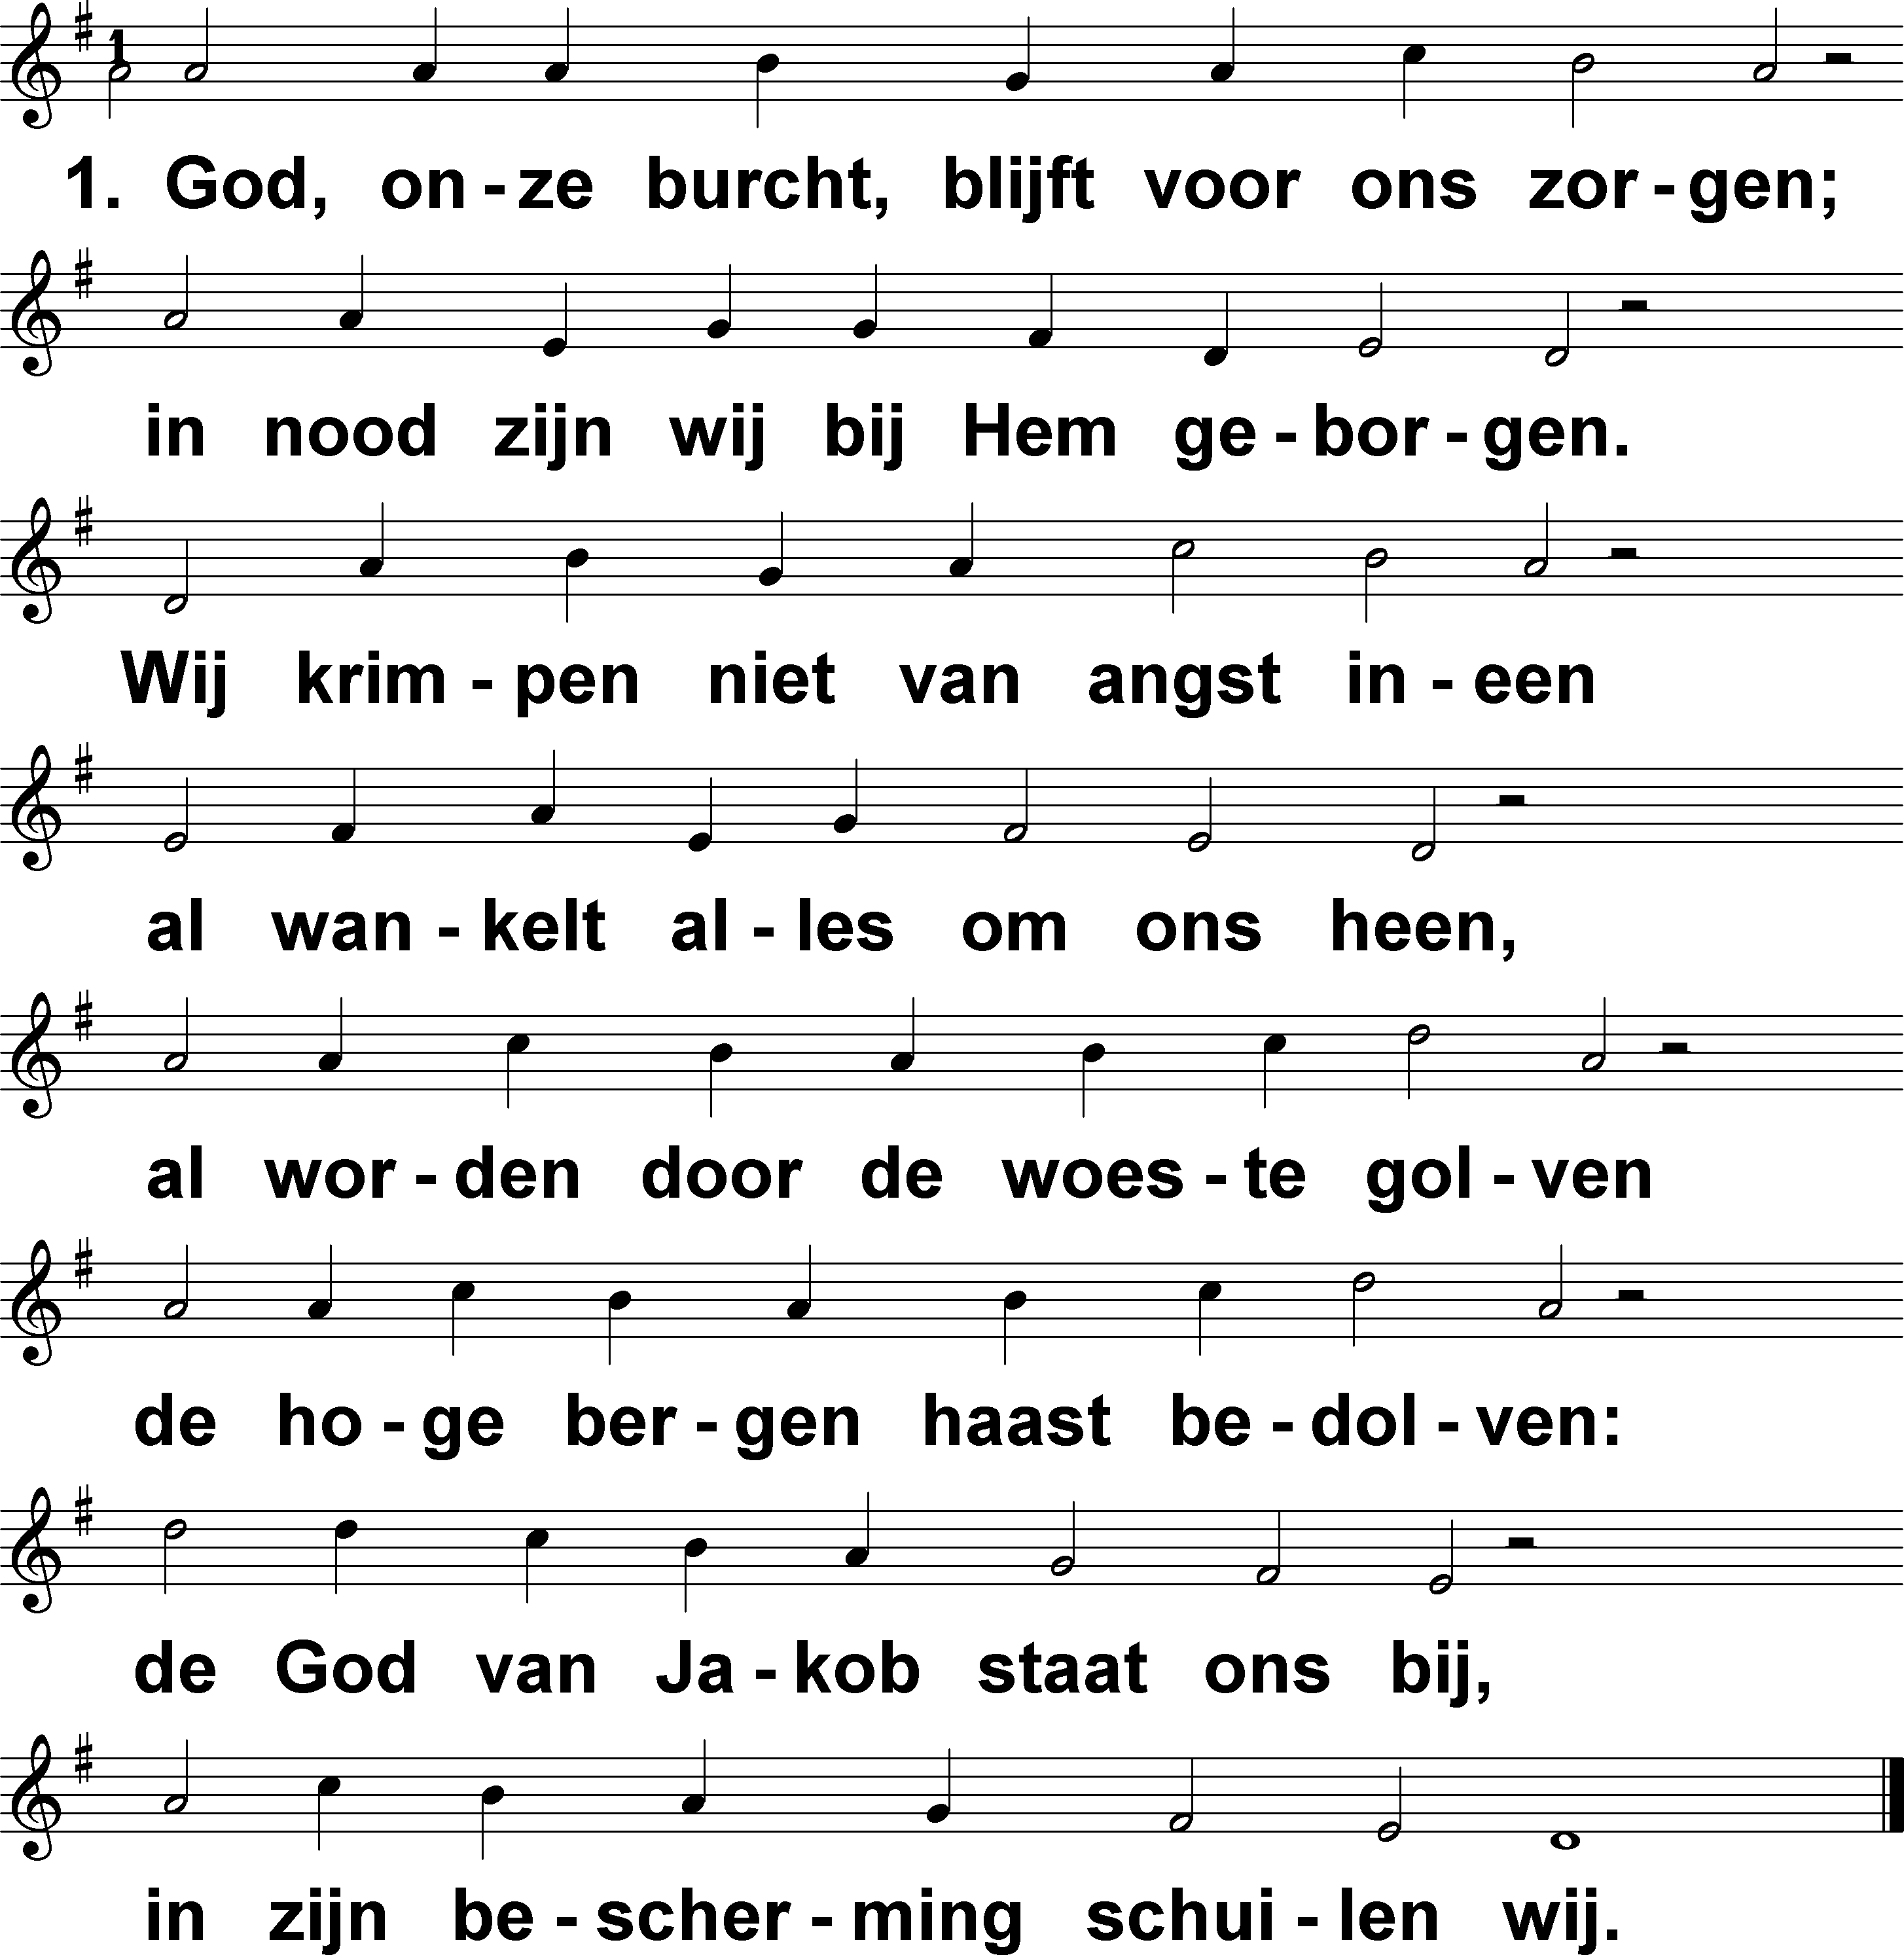 1. God, on - ze burcht, blijft voor ons zor - gen;
in nood zijn wij bij Hem ge - bor - gen.
Wij krim - pen niet van angst in - een
al wan - kelt al - les om ons heen,
al wor - den door de woes - te gol - ven
de ho - ge ber - gen haast be - dol - ven:
de God van Ja - kob staat ons bij,
in zijn be - scher - ming schui - len wij.